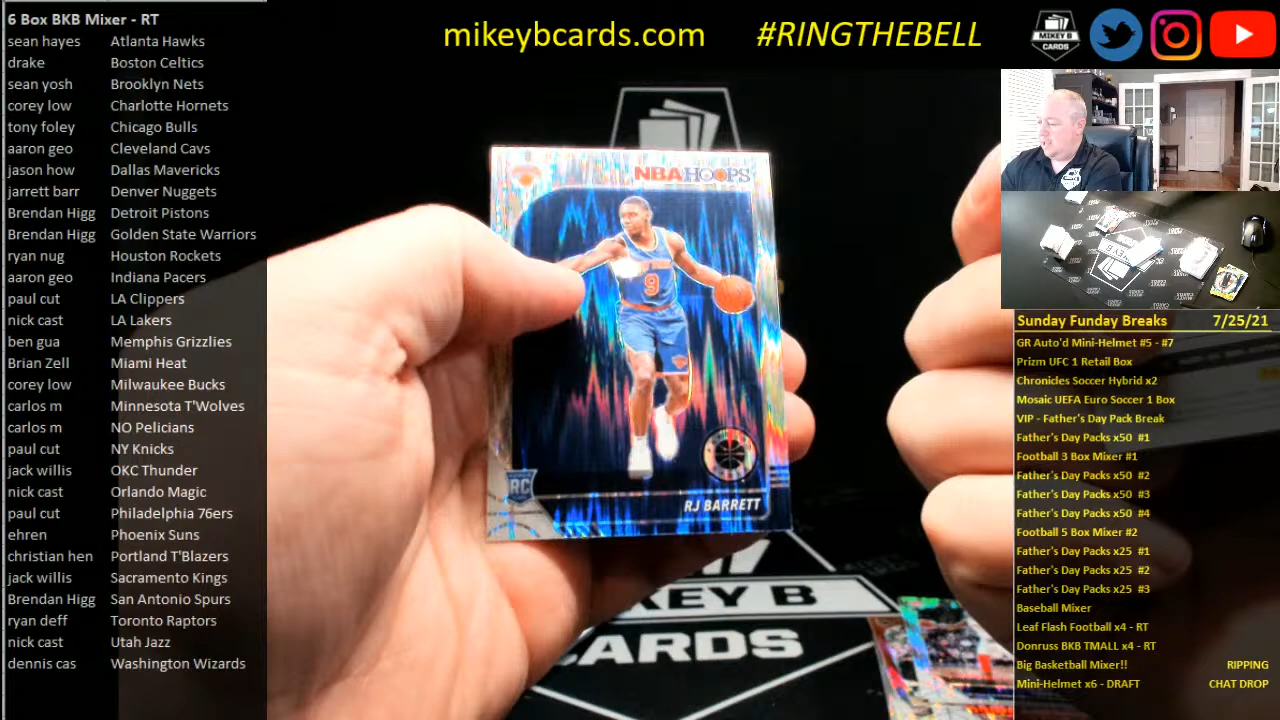 6 Box BKB Mixer - RT
sean hayes Atlanta Hawks
drake Boston Celtics
sean yosh Brooklyn Nets
corey low Charlotte Hornets
tony foley Chicago Bulls
aaron geo Cleveland Cavs
jason how Dallas Mavericks
jarrett barr Denver Nuggets
Brendan Higg Detroit Pistons
Brendan Higg Golden State Warriors
ryan nug Houston Rockets
aaron geo Indiana Pacers
paul cut LA Clippers
nick cast LA Lakers
ben gua Memphis Grizzlies
Brian Zell Miami Heat
corey low Milwaukee Bucks
carlos m Minnesota T'Wolves
carlos m NO Pelicians
paul cut NY Knicks
jack willis OKC Thunder
nick cast Orlando Magic
paul cut Philadelphia 76ers
ehren Phoenix Suns
christian hen Portland T'Blazers
jack willis Sacramento Kings
Brendan Higg San Antonio Spurs
ryan deff Toronto Raptors
nick cast Utah Jazz
dennis cas Washington Wizards
mikeybcards.com #RINGTHEBELL
MIKEY B
CARDS
NBA HOOPS
9
RC
RJ BARRETT
KEY B
CARDS
Sunday Funday Breaks 7/25/21
GR Auto'd Mini-Helmet #5 - #7
Prizm UFC 1 Retail Box
Chronicles Soccer Hybrid x2
Mosaic UEFA Euro Soccer 1 Box
VIP - Father's Day Pack Break
Father's Day Packs x50 #1
Football 3 Box Mixer #1
Father's Day Packs x50 #2
Father's Day Packs x50 #3
Father's Day Packs x50 #4
Football 5 Box Mixer #2
Father's Day Packs x25 #1
Father's Day Packs x25 #2
Father's Day Packs x25 #3
Baseball Mixer
Leaf Flash Football x4 - RT
Donruss BKB TMALL x4 - RT
Big Basketball Mixer!! RIPPING
Mini-Helmet x6 - DRAFT CHAT DROP